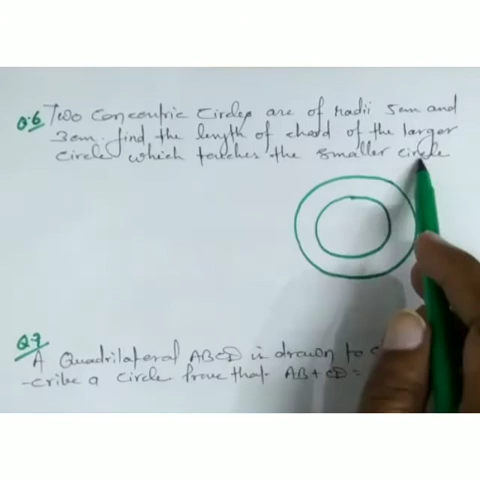 Q.6 Two Concentric Circles are of radii 5cm and
3cm. find the length of chord of the larger
circle which touches the smaller circle
Q.7
A Quadrilateral ABCD is drawn to
-cribe a circle Prove that AB + CD =